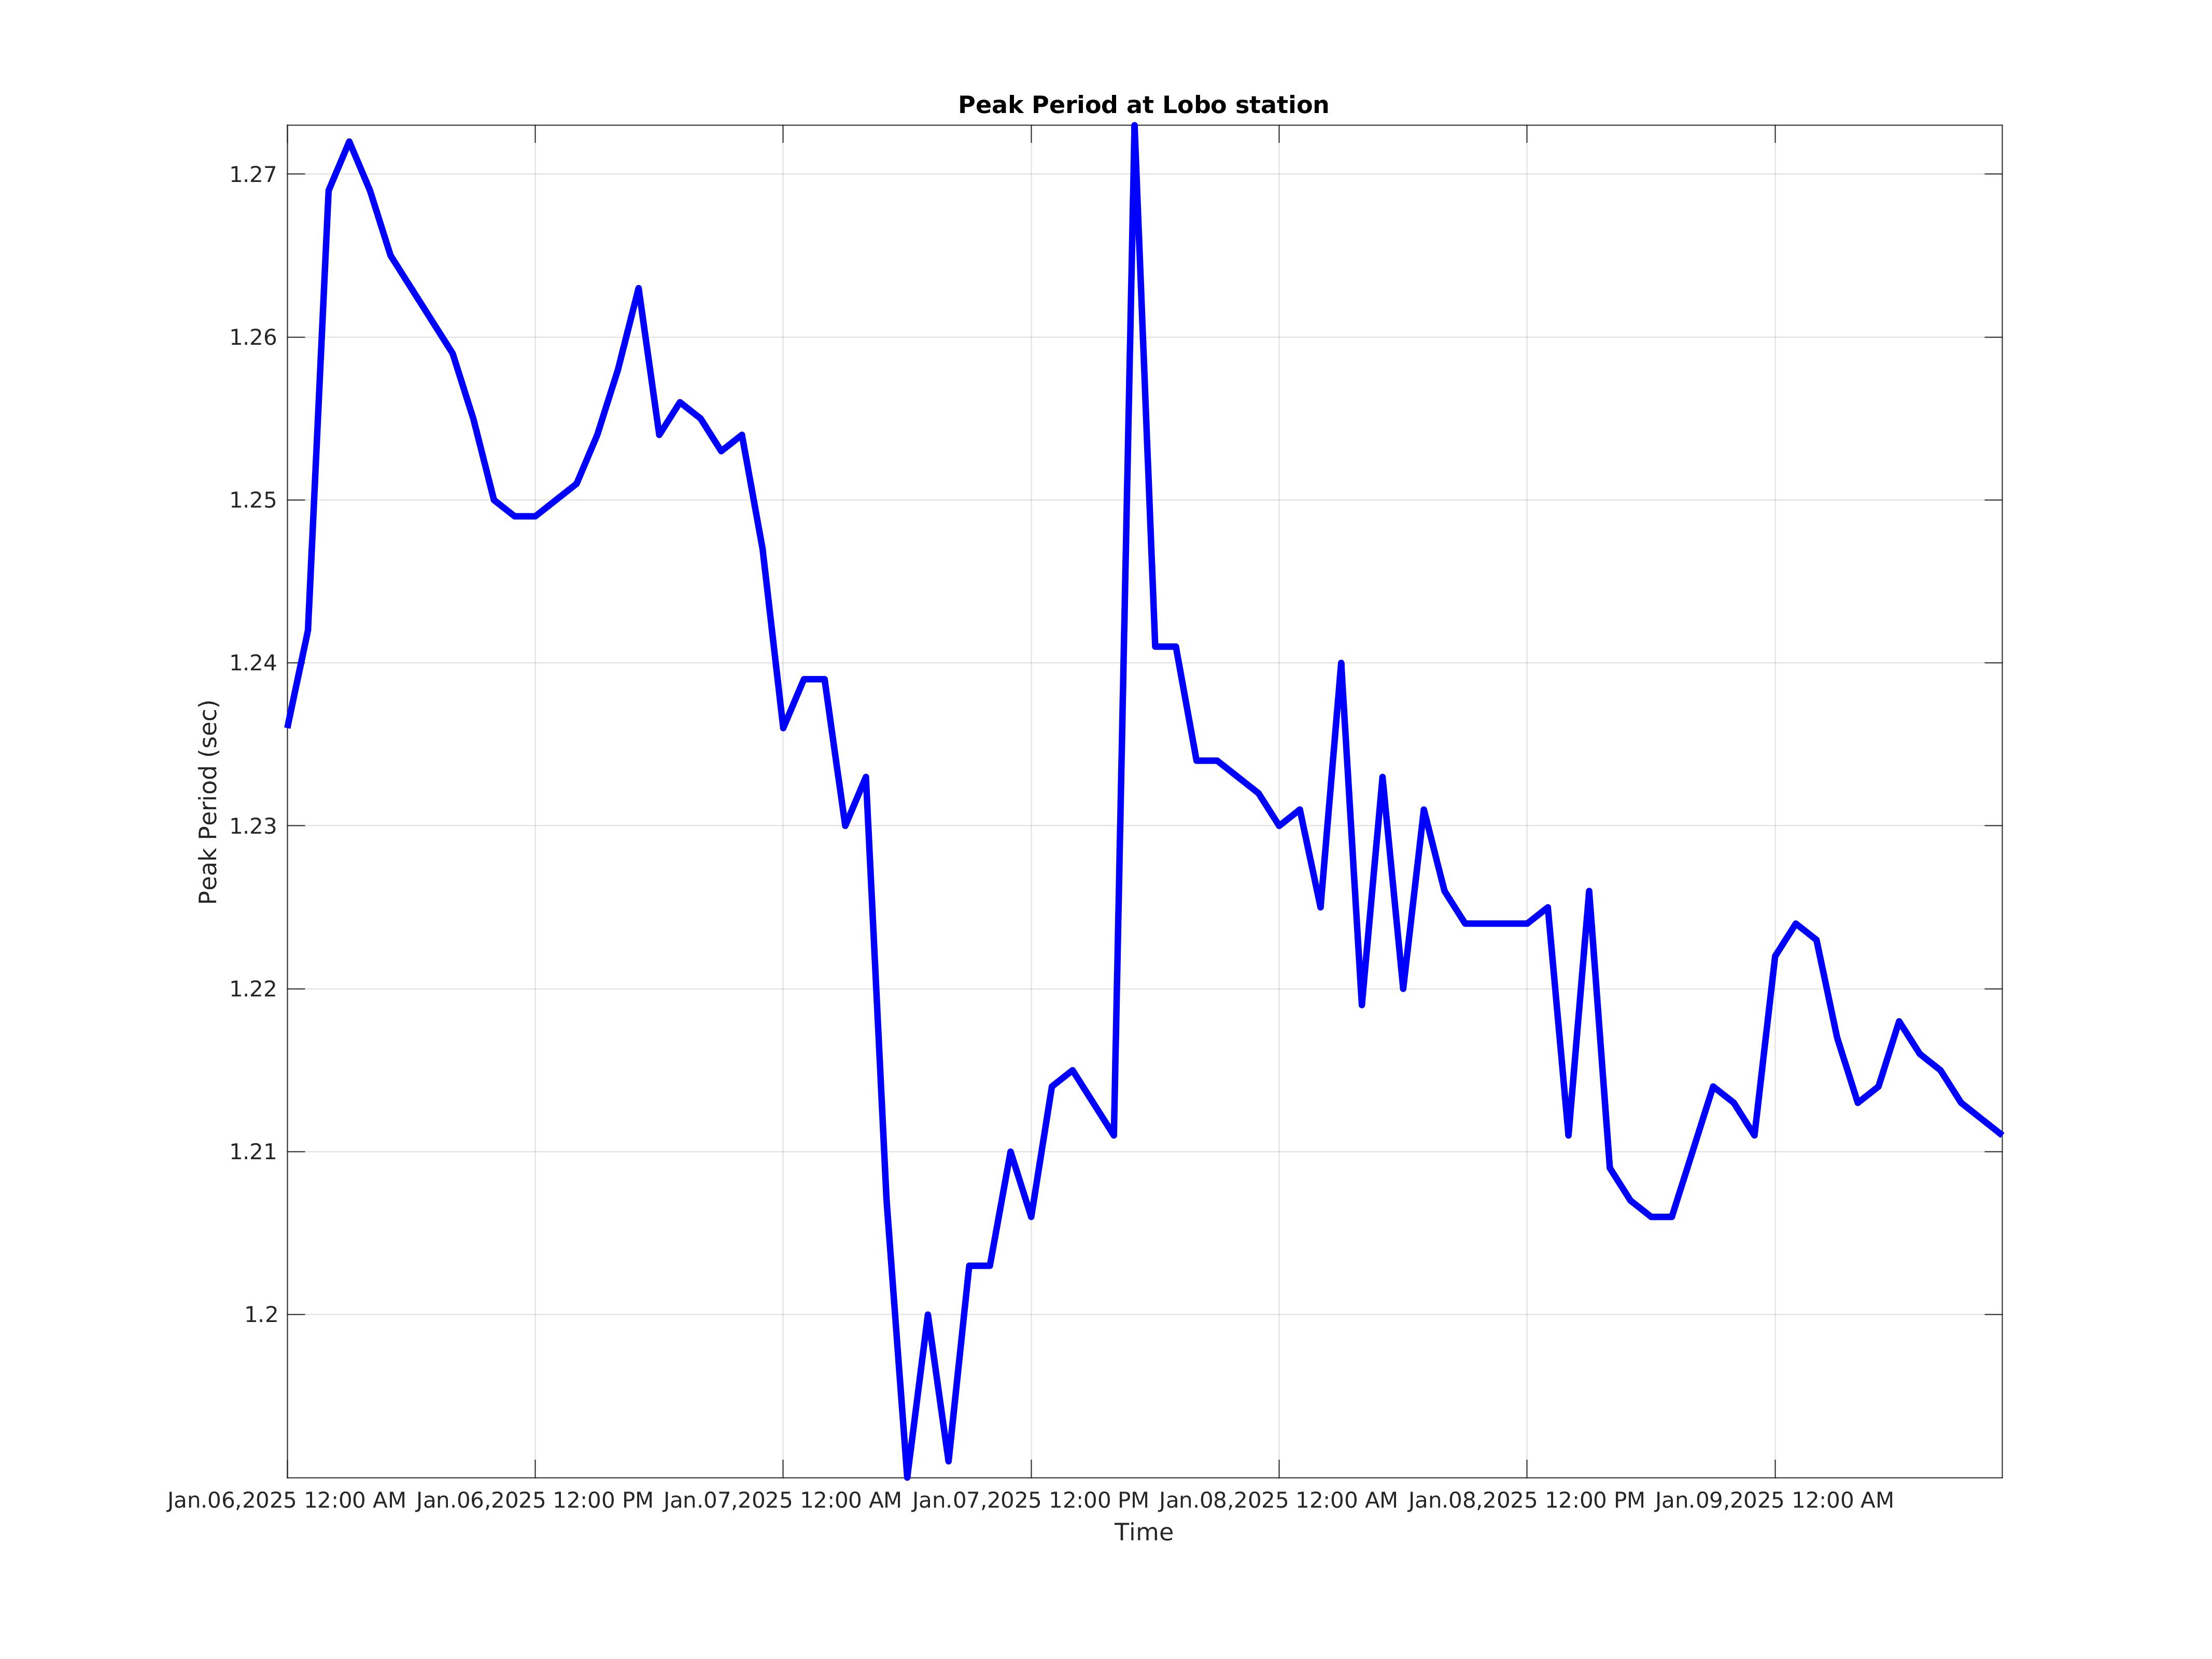 Peak Period at Lobo station
1.27
1.26
1.25
1.24
1.23
1.22
1.21
1.2
Peak Period (sec)
Jan.06,2025 12:00 AM Jan.06,2025 12:00 PM Jan.07,2025 12:00 AM Jan.07,2025 12:00 PM Jan.08,2025 12:00 AM Jan.08,2025 12:00 PM Jan.09,2025 12:00 AM
Time